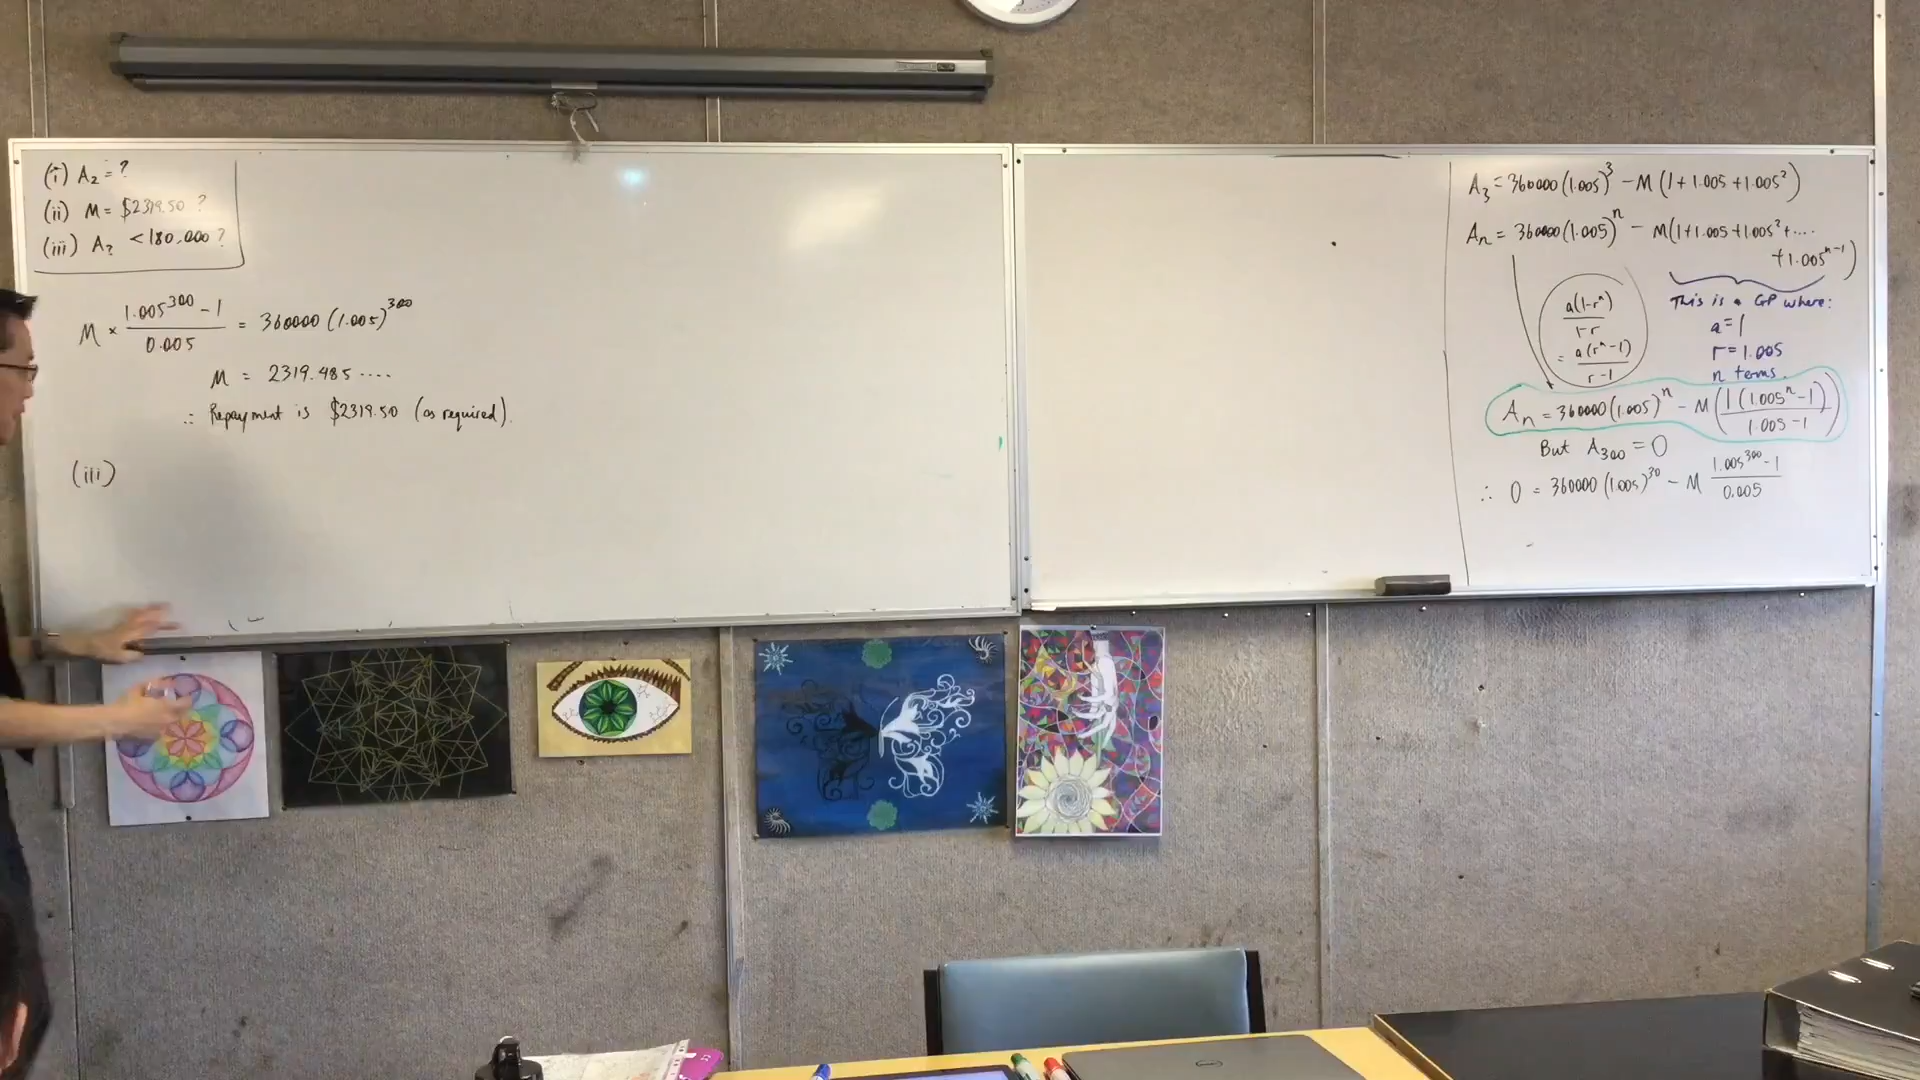 (i) A₂ = ?
(ii) M = $2319.50 ?
(iii) A? < 180,000 ?
M × (1.005³⁰⁰ - 1)/0.005 = 360000 (1.005)³⁰⁰
M = 2319.485 ....
∴ Repayment is $2319.50 (as required).
(iii)
A₃ = 360000 (1.005)³ - M (1 + 1.005 + 1.005²)
Aₙ = 360000 (1.005)ⁿ - M (1 + 1.005 + 1.005² + ....
+ 1.005ⁿ⁻¹)
a(1-rⁿ)/1-r
= a(rⁿ-1)/r-1
This is a GP where:
a = 1
r = 1.005
n terms.
Aₙ = 360000 (1.005)ⁿ - M (1 (1.005ⁿ - 1)/1.005 - 1)
But A₃₀₀ = 0
∴ 0 = 360000 (1.005)³⁰ - M 1.005³⁰⁰ - 1/0.005